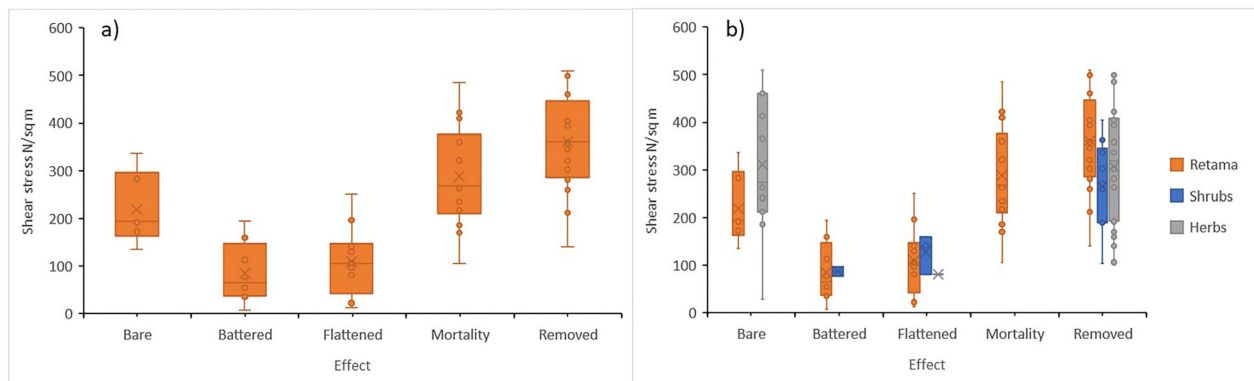 a)
Shear stress N/sq m
600
500
400
300
200
100
0
Bare Battered Flattened Mortality Removed
Effect
b)
Shear stress N/sq m
600
500
400
300
200
100
0
Bare Battered Flattened Mortality Removed
Effect
Retama
Shrubs
Herbs